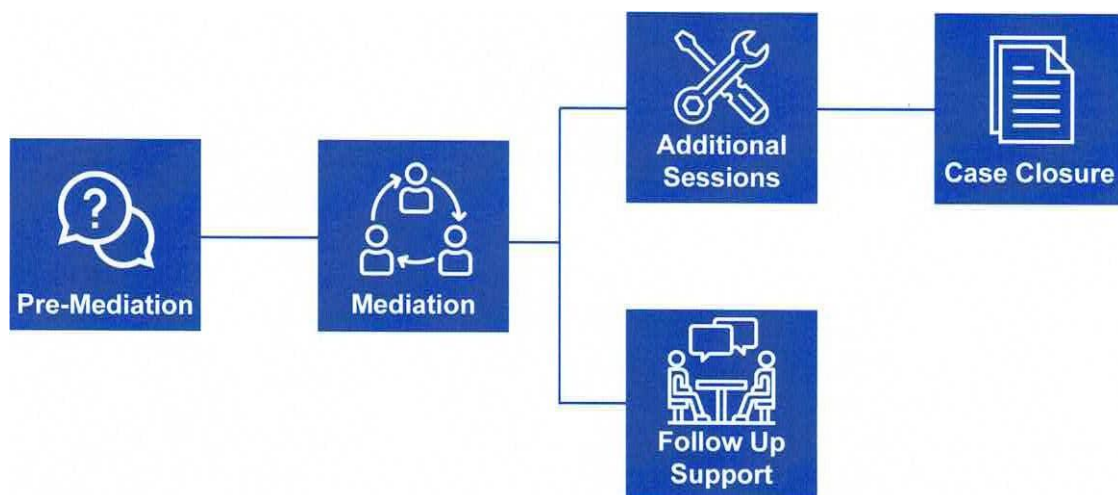 Pre-Mediation
Mediation
Additional
Sessions
Case Closure
Follow Up
Support
?